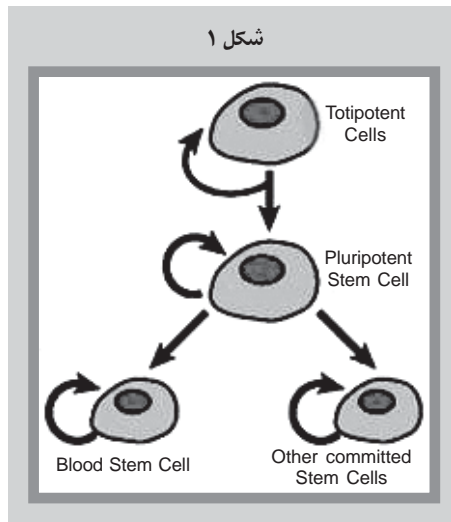 شکل ۱
Totipotent
Cells
Pluripotent
Stem Cell
Blood Stem Cell
Other committed
Stem Cells